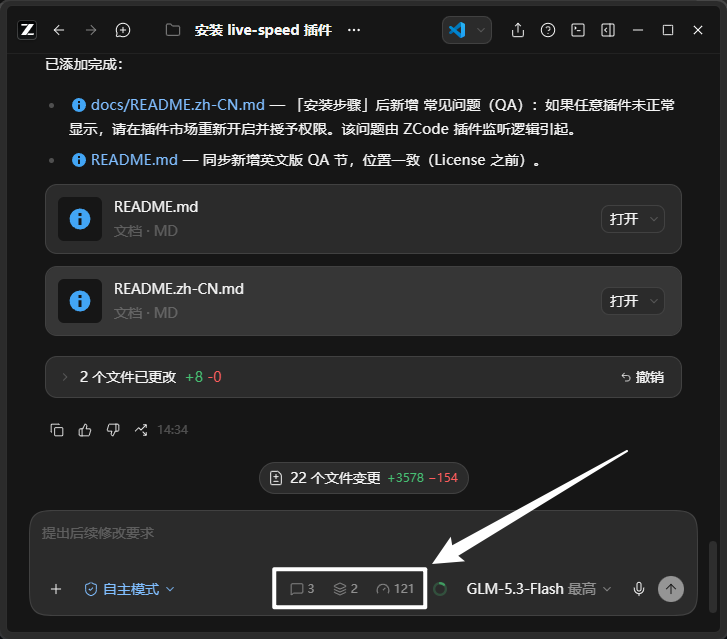 Z
安装 live-speed 插件 ...
已添加完成：
docs/README.zh-CN.md — 「安装步骤」后新增 常见问题（QA）：如果任意插件未正常
显示，请在插件市场重新开启并授予权限。该问题由 ZCode 插件监听逻辑引起。
README.md — 同步新增英文版 QA 节，位置一致（License 之前）。
README.md
文档 · MD
打开
README.zh-CN.md
文档 · MD
打开
2 个文件已更改 +8 -0
撤销
14:34
22 个文件变更 +3578 −154
提出后续修改要求
自主模式
3 2 121
GLM-5.3-Flash 最高